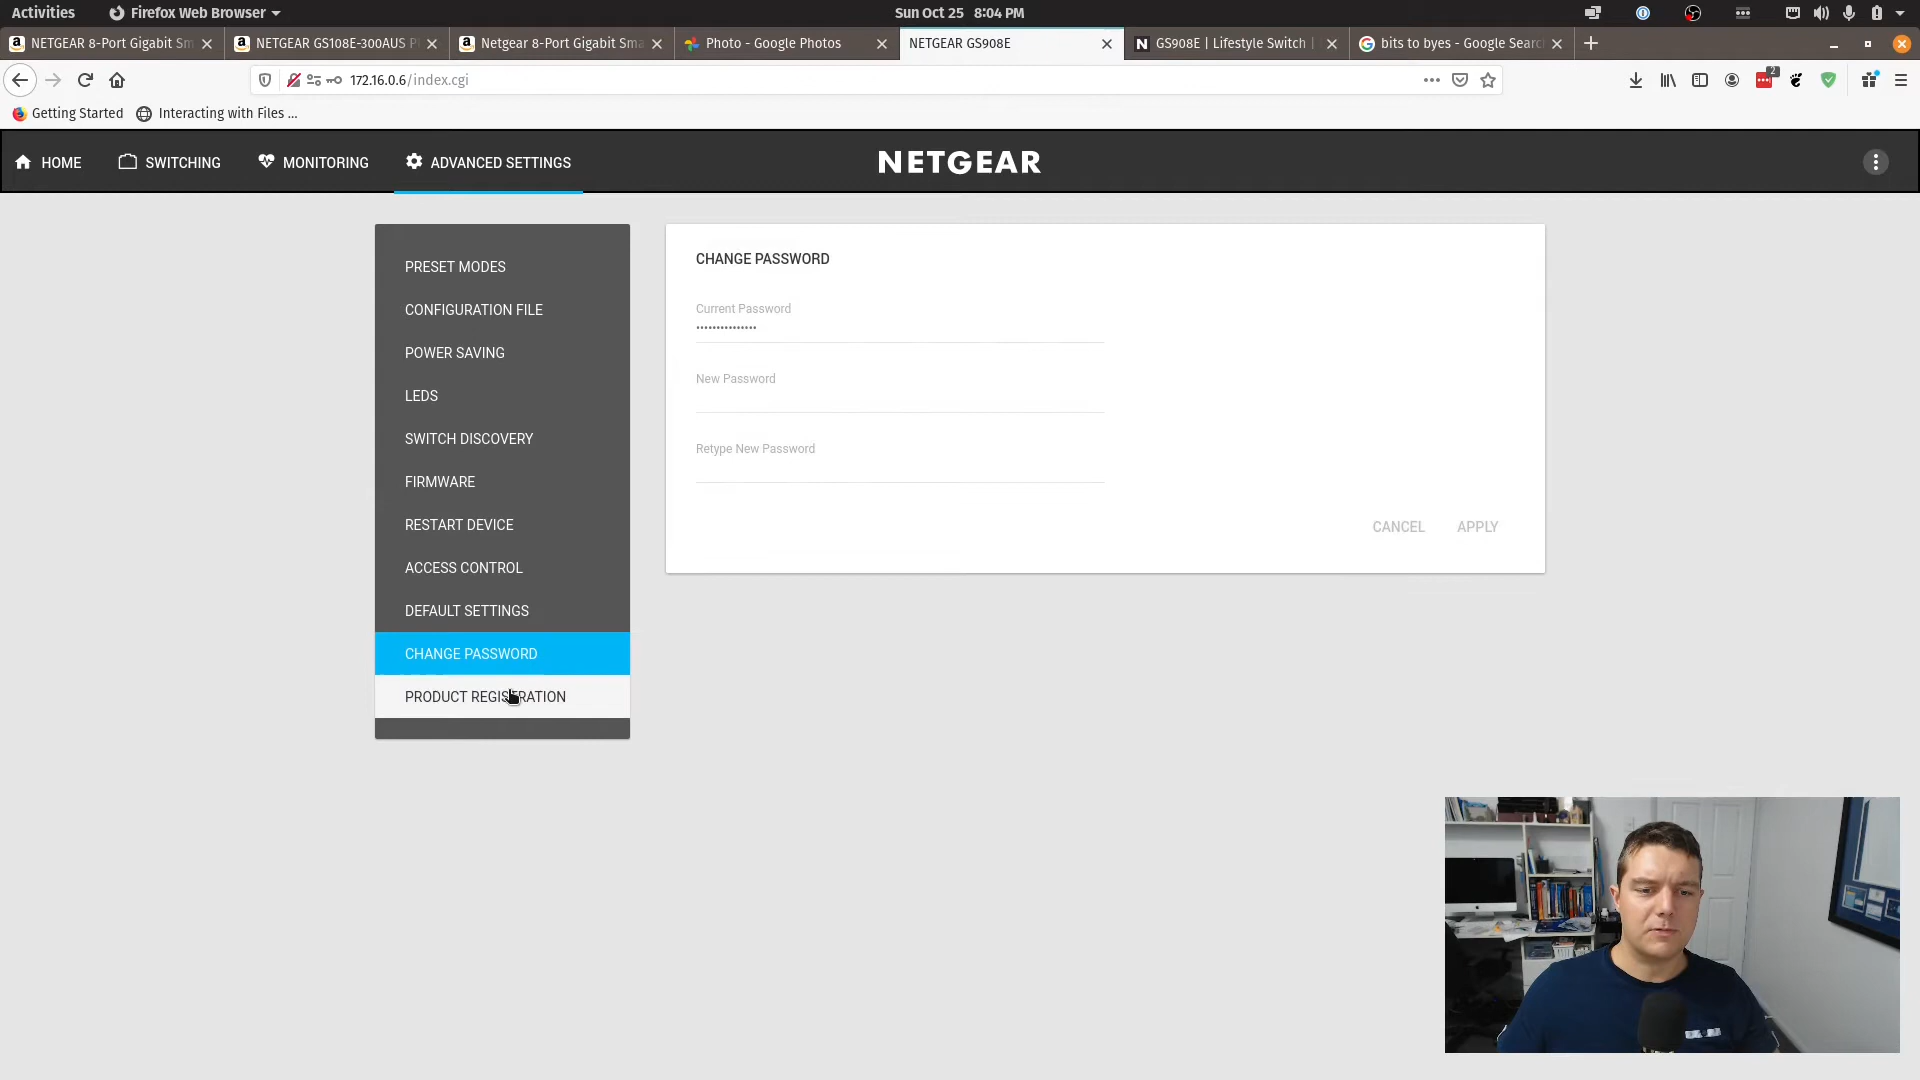 Activities
Firefox Web Browser
Sun Oct 25 8:04 PM
NETGEAR 8-Port Gigabit Sm
NETGEAR GS108E-300AUS P
Netgear 8-Port Gigabit Sma
Photo - Google Photos
NETGEAR GS908E
GS908E | Lifestyle Switch |
bits to byes - Google Searc
172.16.0.6/index.cgi
2
Getting Started
Interacting with Files ...
HOME
SWITCHING
MONITORING
ADVANCED SETTINGS
NETGEAR
PRESET MODES
CONFIGURATION FILE
POWER SAVING
LEDS
SWITCH DISCOVERY
FIRMWARE
RESTART DEVICE
ACCESS CONTROL
DEFAULT SETTINGS
CHANGE PASSWORD
PRODUCT REGISTRATION
CHANGE PASSWORD
Current Password
•••••••••••••••
New Password
Retype New Password
CANCEL
APPLY